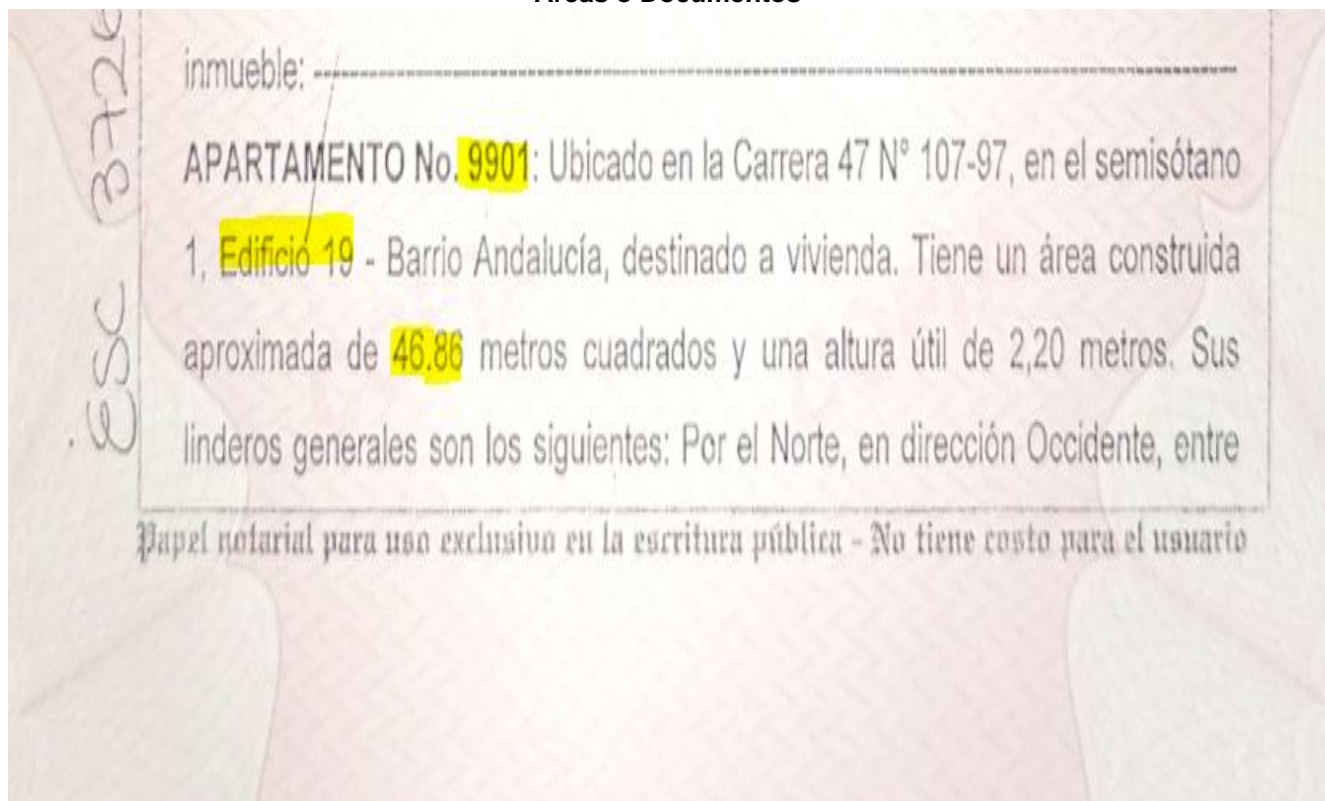 inmueble: ----------------------------------------------------------------
APARTAMENTO No. 9901: Ubicado en la Carrera 47 N° 107-97, en el semisótano
1, Edificio 19 - Barrio Andalucía, destinado a vivienda. Tiene un área construida
aproximada de 46.86 metros cuadrados y una altura útil de 2,20 metros. Sus
linderos generales son los siguientes: Por el Norte, en dirección Occidente, entre
Papel notarial para uso exclusivo en la escritura pública - No tiene costo para el usuario
ESC